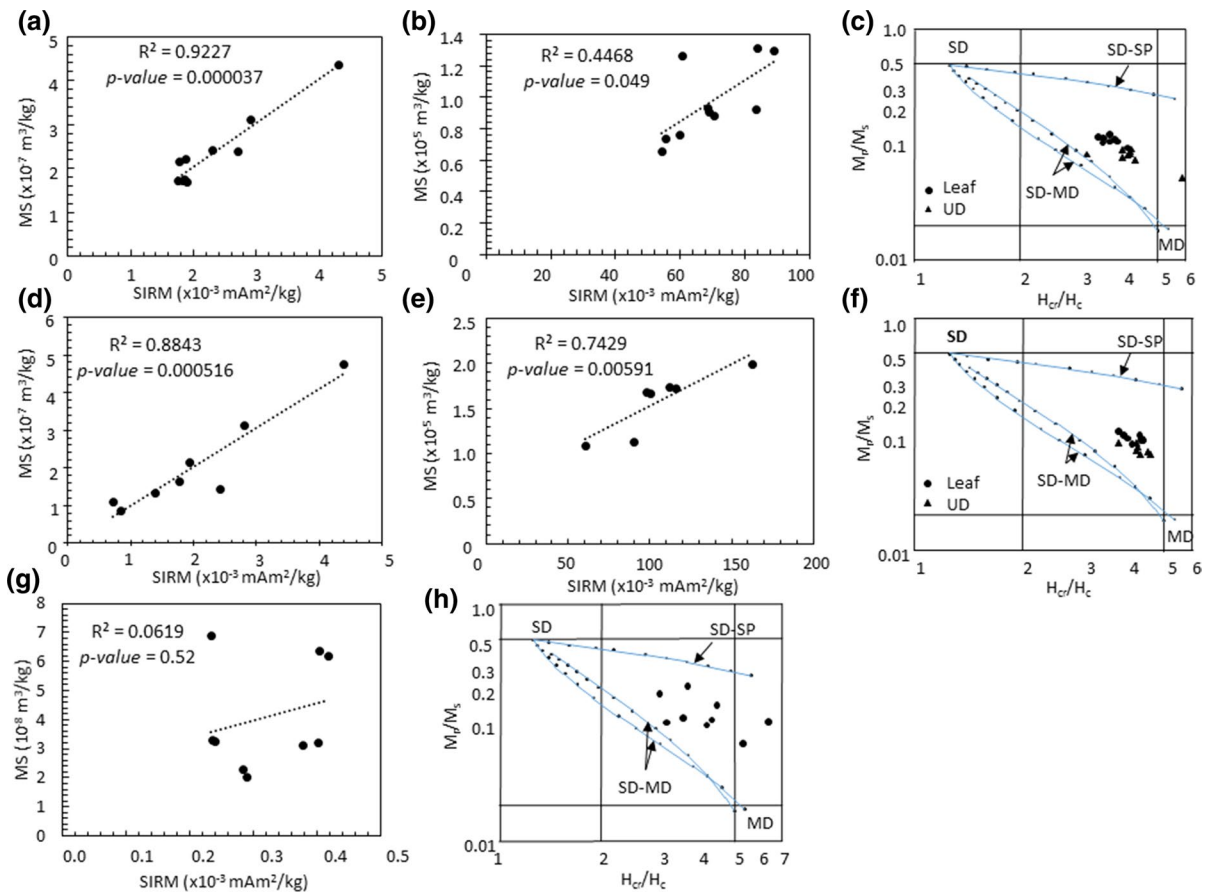 (a)
R² = 0.9227
p-value = 0.000037
MS (x10⁻⁷ m³/kg)
5
4
3
2
1
0
0 1 2 3 4 5
SIRM (x10⁻³ mAm²/kg)
(b)
R² = 0.4468
p-value = 0.049
MS (x10⁻⁵ m³/kg)
1.4
1.2
1.0
0.8
0.6
0.4
0.2
0
0 20 40 60 80 100
SIRM (x10⁻³ mAm²/kg)
(c)
SD
SD-SP
SD-MD
MD
Leaf
UD
Mr/Ms
1.0
0.5
0.3
0.2
0.1
0.01
1 2 3 4 5 6
Hcr/Hc
(d)
R² = 0.8843
p-value = 0.000516
MS (x10⁻⁷ m³/kg)
6
5
4
3
2
1
0
0 1 2 3 4 5
SIRM (x10⁻³ mAm²/kg)
(e)
R² = 0.7429
p-value = 0.00591
MS (x10⁻⁵ m³/kg)
2.5
2.0
1.5
1.0
0.5
0.0
50 100 150 200
SIRM (x10⁻³ mAm²/kg)
(f)
SD
SD-SP
SD-MD
MD
Leaf
UD
Mr/Ms
1.0
0.5
0.3
0.2
0.1
0.01
1 2 3 4 5 6
Hcr/Hc
(g)
R² = 0.0619
p-value = 0.52
MS (10⁻⁸ m³/kg)
8
7
6
5
4
3
2
1
0
0.0 0.1 0.2 0.3 0.4 0.5
SIRM (x10⁻³ mAm²/kg)
(h)
SD
SD-SP
SD-MD
MD
Mr/Ms
1.0
0.5
0.3
0.2
0.1
0.01
1 2 3 4 5 6 7
Hcr/Hc